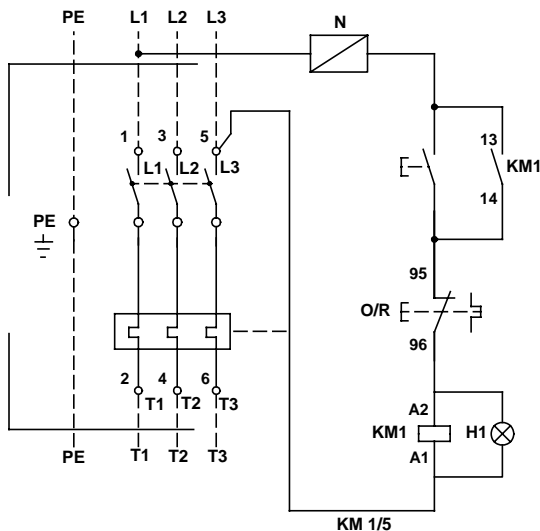 PE L1 L2 L3 N
1 3 5
13
L1 L2 L3
KM1
14
PE
95
O/R
96
2 4 6
T1 T2 T3
A2
KM1 H1
A1
PE T1 T2 T3
KM 1/5